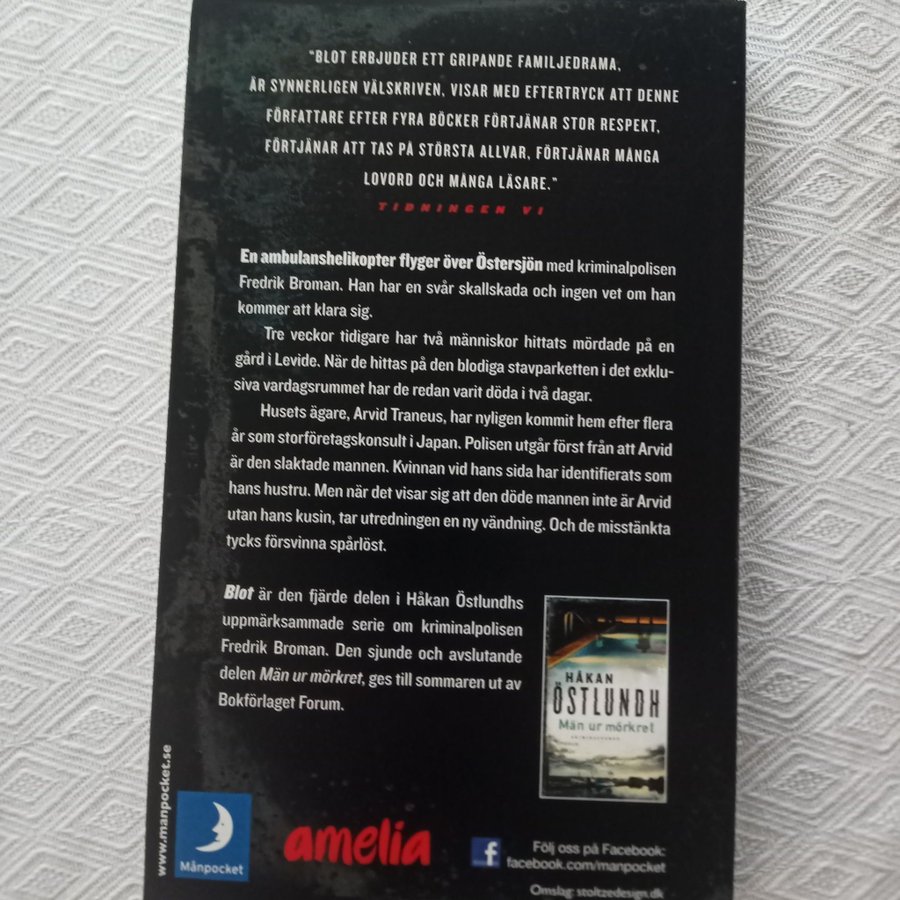 "BLOT ERBJUDER ETT GRIPANDE FAMILJEDRAMA,
ÄR SYNNERLIGEN VÄLSKRIVEN, VISAR MED EFTERTRYCK ATT DENNE
FÖRFATTARE EFTER FYRA BÖCKER FÖRTJÄNAR STOR RESPEKT,
FÖRTJÄNAR ATT TAS PÅ STÖRSTA ALLVAR, FÖRTJÄNAR MÅNGA
LOVORD OCH MÅNGA LÄSARE."
TIDNINGEN VI
En ambulanshelikopter flyger över Östersjön med kriminalpolisen
Fredrik Broman. Han har en svår skallskada och ingen vet om han
kommer att klara sig.
Tre veckor tidigare har två människor hittats mördade på en
gård i Levide. När de hittas på den blodiga stavparketten i det exklu-
siva vardagsrummet har de redan varit döda i två dagar.
Husets ägare, Arvid Traneus, har nyligen kommit hem efter flera
år som storföretagskonsult i Japan. Polisen utgår först från att Arvid
är den slaktade mannen. Kvinnan vid hans sida har identifierats som
hans hustru. Men när det visar sig att den döde mannen inte är Arvid
utan hans kusin, tar utredningen en ny vändning. Och de misstänkta
tycks försvinna spårlöst.
Blot är den fjärde delen i Håkan Östlundhs
uppmärksammade serie om kriminalpolisen
Fredrik Broman. Den sjunde och avslutande
delen Män ur mörkret, ges till sommaren ut av
Bokförlaget Forum.
HÅKAN
ÖSTLUNDH
Män ur mörkret
www.manpocket.se
Månpocket
amelia
f
Följ oss på Facebook:
facebook.com/manpocket
Omslag: stoltzedesign.dk